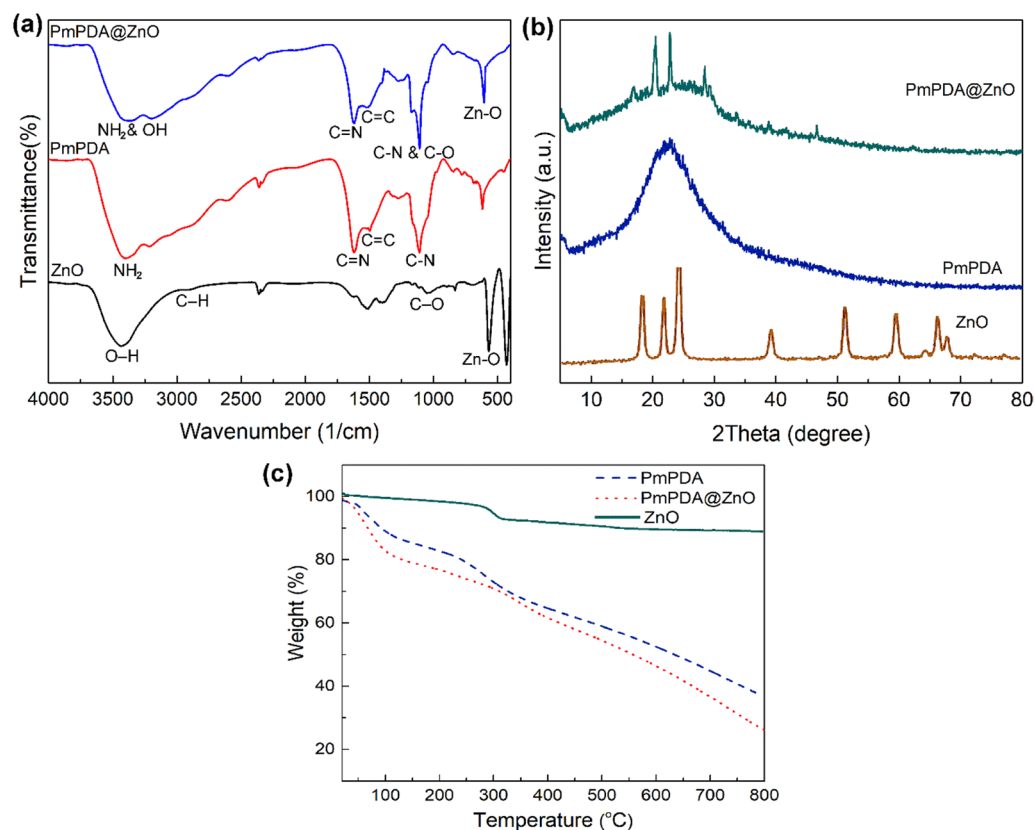 (a)
PmPDA@ZnO
NH₂& OH
C=N
C=C
C-N & C-O
Zn-O
PmPDA
NH₂
C=N
C=C
C-N
ZnO
O–H
C–H
C–O
Zn-O
Transmittance(%)
4000 3500 3000 2500 2000 1500 1000 500
Wavenumber (1/cm)
(b)
PmPDA@ZnO
PmPDA
ZnO
Intensity (a.u.)
10 20 30 40 50 60 70 80
2Theta (degree)
(c)
PmPDA
PmPDA@ZnO
ZnO
100
80
60
40
20
Weight (%)
100 200 300 400 500 600 700 800
Temperature (°C)